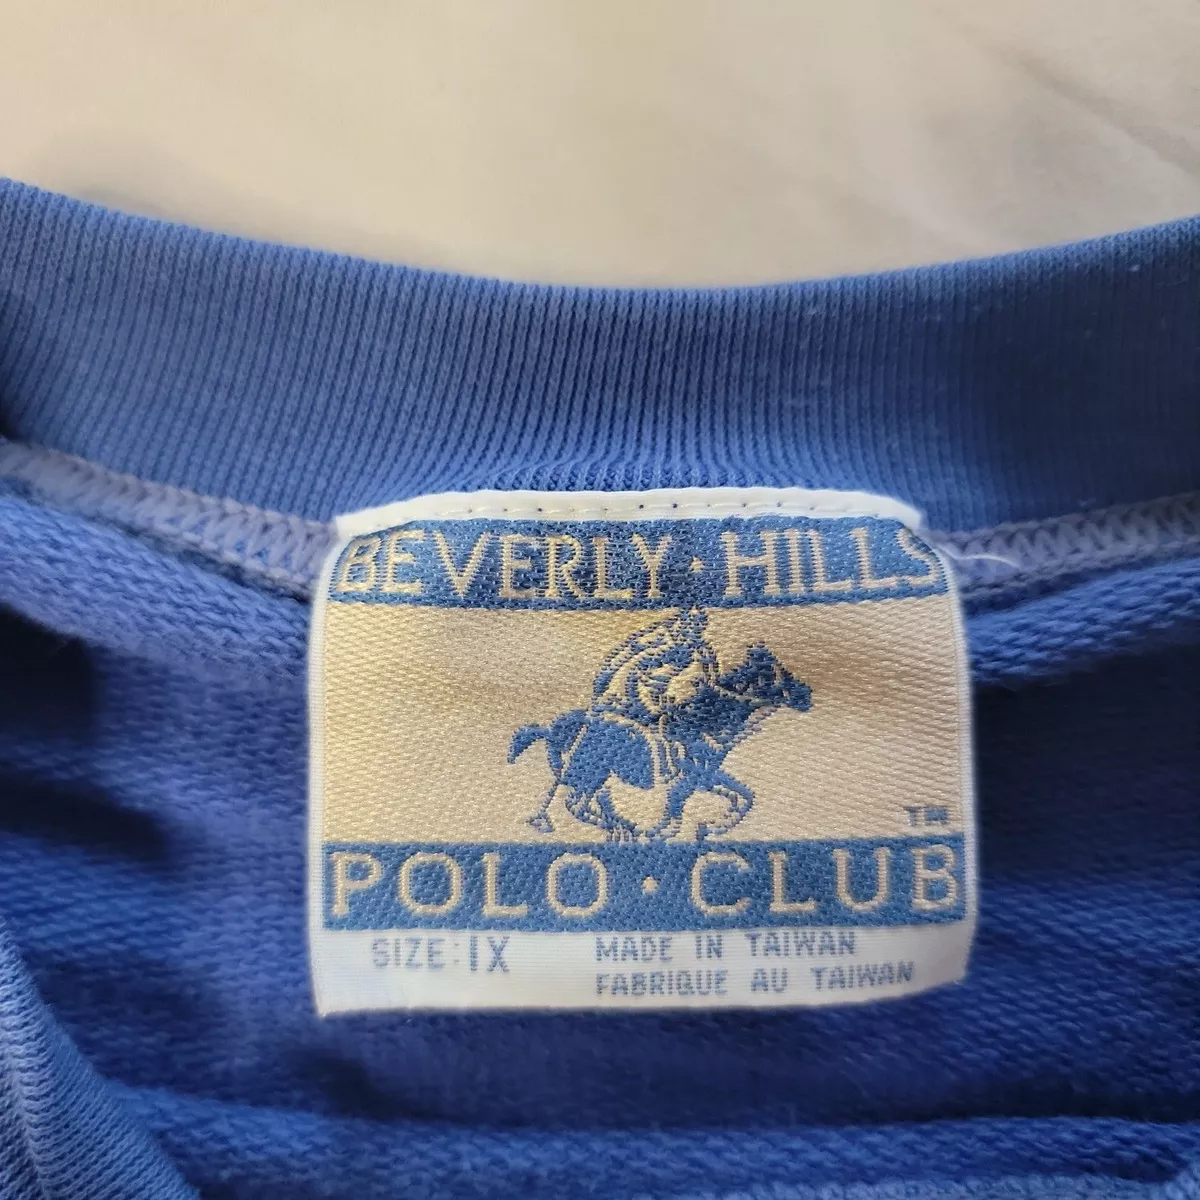 BEVERLY · HILLS
TM
POLO · CLUB
SIZE: 1X
MADE IN TAIWAN
FABRIQUE AU TAIWAN